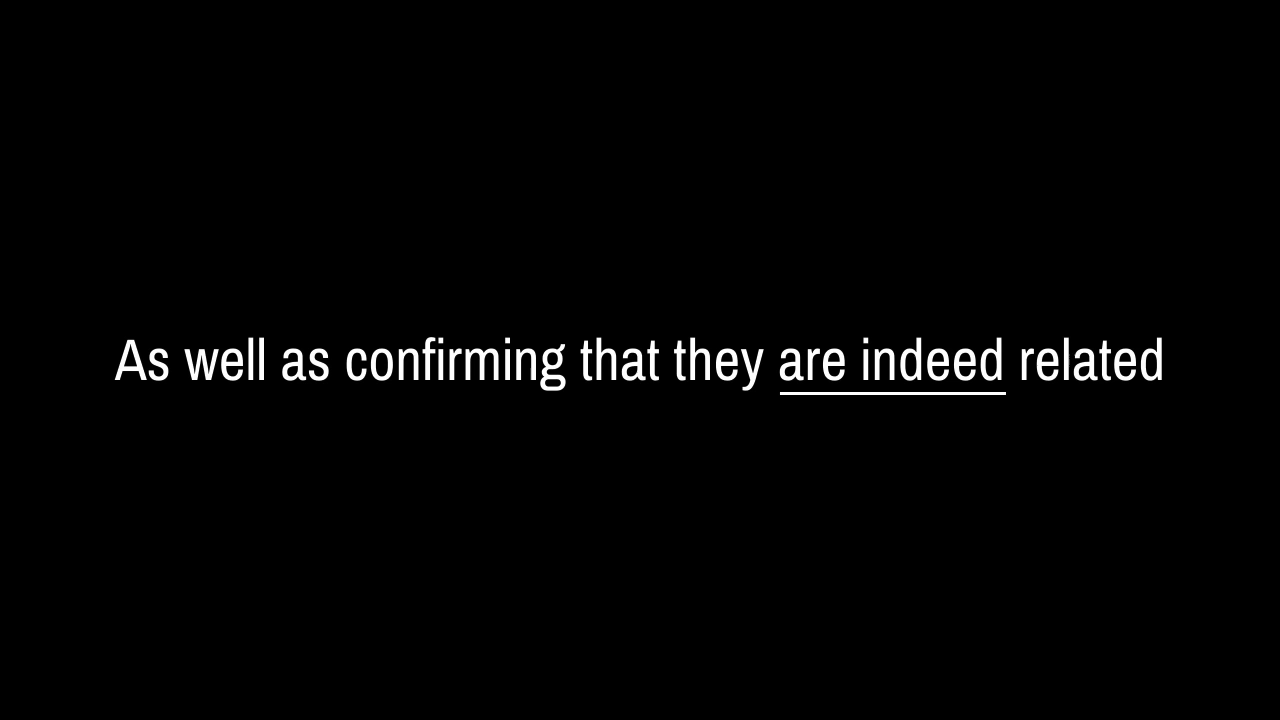 As well as confirming that they are indeed related